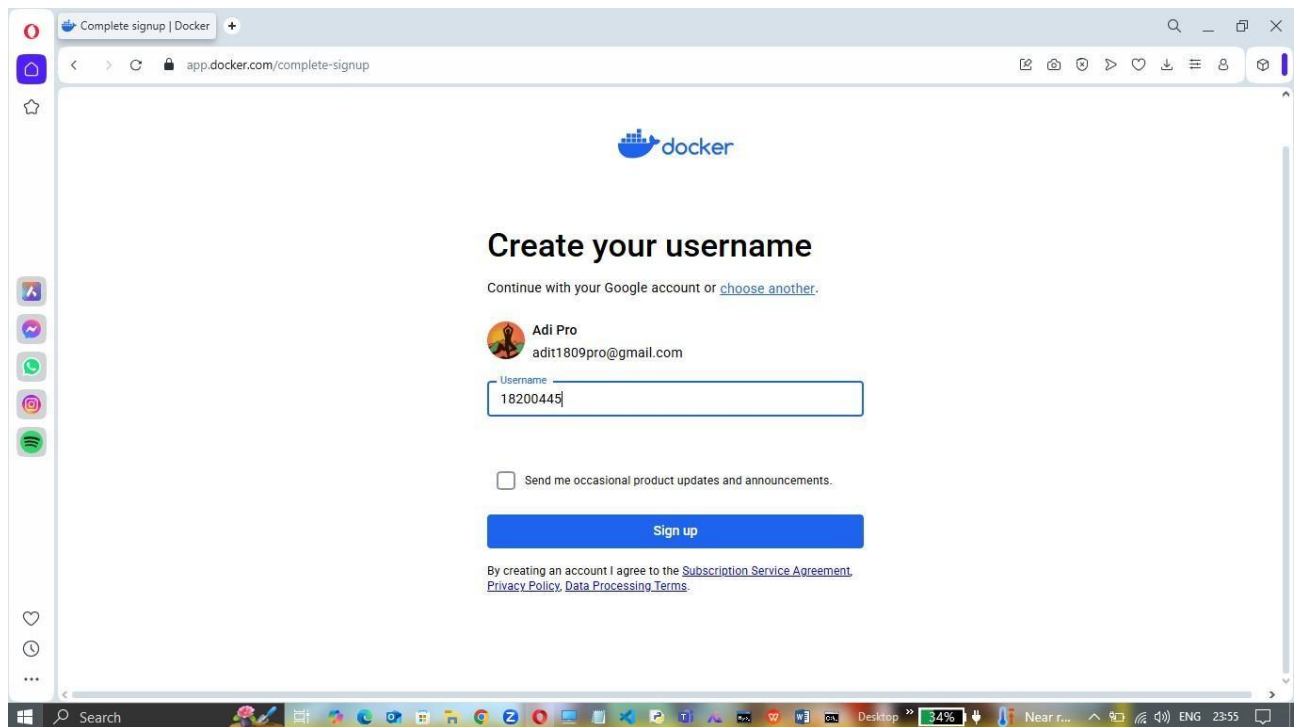 Complete signup | Docker
app.docker.com/complete-signup
docker
Create your username
Continue with your Google account or choose another.
Adi Pro
adit1809pro@gmail.com
Username
18200445
Send me occasional product updates and announcements.
Sign up
By creating an account I agree to the Subscription Service Agreement,
Privacy Policy, Data Processing Terms.
Search
Desktop
34%
Near r...
ENG
23:55